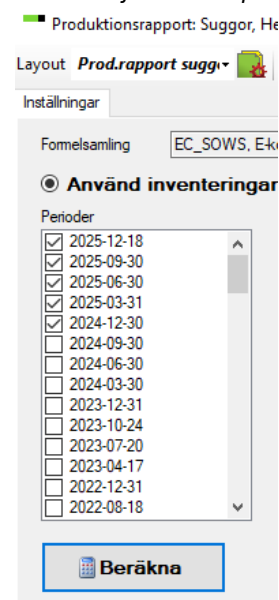 Produktionsrapport: Suggor, He
Layout Prod.rapport sugg
Inställningar
Formelsamling EC_SOWS, E-k
Använd inventeringar
Perioder
2025-12-18
2025-09-30
2025-06-30
2025-03-31
2024-12-30
2024-09-30
2024-06-30
2024-03-30
2023-12-31
2023-10-24
2023-07-20
2023-04-17
2022-12-31
2022-08-18
Beräkna